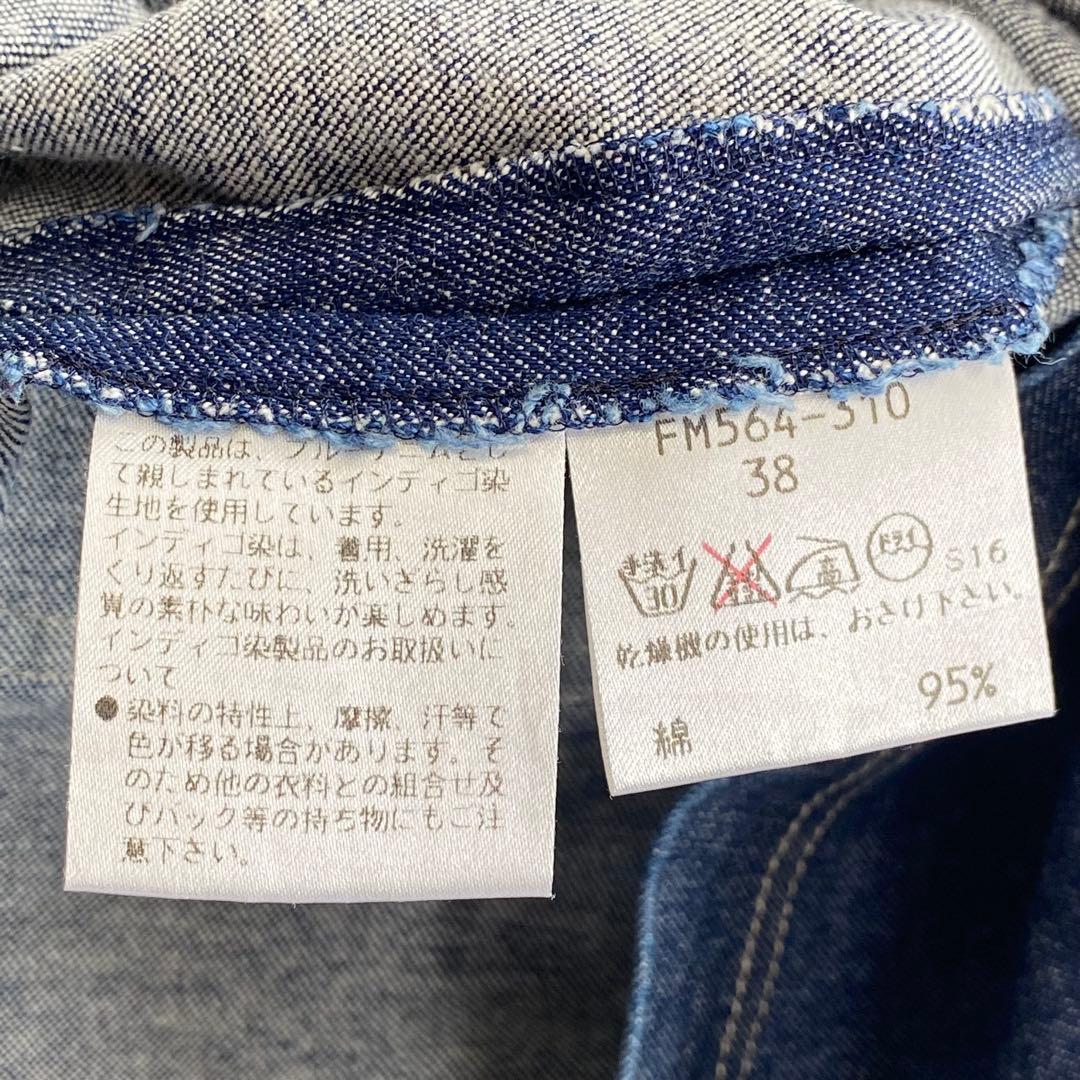 この製品は、ブルーデニムとし
て親しまれているインディゴ染
生地を使用しています。
インディゴ染は、着用、洗濯を
くり返すたびに、洗いざらし感
覚の素朴な味わいが楽しめます。
インディゴ染製品のお取扱いに
ついて
●染料の特性上、摩擦、汗等で
色が移る場合があります。そ
のため他の衣料との組合せ及
びバック等の持ち物にもご注
意下さい。
FM564-310
38
手洗イ 30 高 ドライ S16
乾燥機の使用は、おさけ下さい。
綿 95%